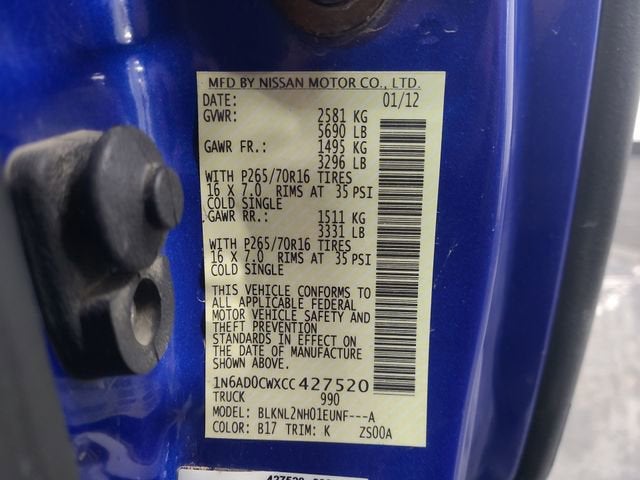 MFD BY NISSAN MOTOR CO., LTD.
DATE: 01/12
GVWR: 2581 KG
5690 LB
GAWR FR.: 1495 KG
3296 LB
WITH P265/70R16 TIRES
16 X 7.0 RIMS AT 35 PSI
COLD SINGLE
GAWR RR.: 1511 KG
3331 LB
WITH P265/70R16 TIRES
16 X 7.0 RIMS AT 35 PSI
COLD SINGLE
THIS VEHICLE CONFORMS TO
ALL APPLICABLE FEDERAL
MOTOR VEHICLE SAFETY AND
THEFT PREVENTION
STANDARDS IN EFFECT ON
THE DATE OF MANUFACTURE
SHOWN ABOVE.
1N6AD0CWXCC 427520
TRUCK 990
MODEL: BLKNL2NH01EUNF---A
COLOR: B17 TRIM: K ZS00A